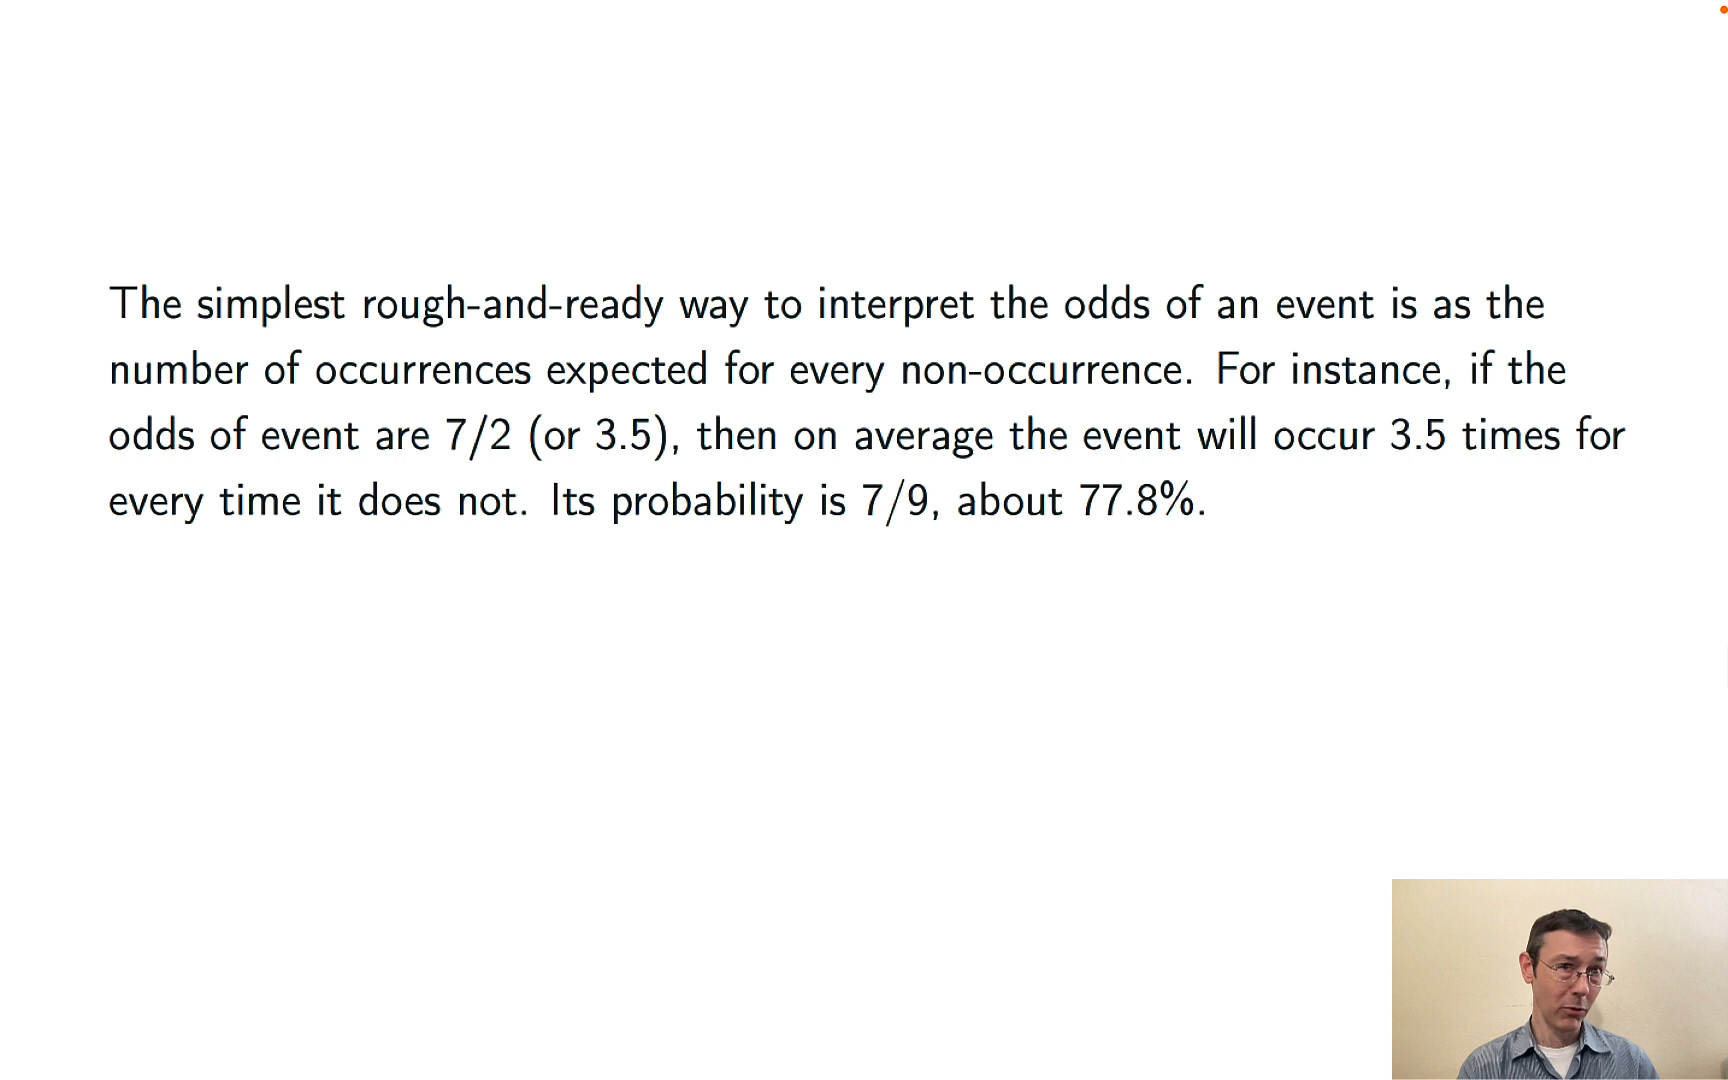 The simplest rough-and-ready way to interpret the odds of an event is as the
number of occurrences expected for every non-occurrence. For instance, if the
odds of event are 7/2 (or 3.5), then on average the event will occur 3.5 times for
every time it does not. Its probability is 7/9, about 77.8%.